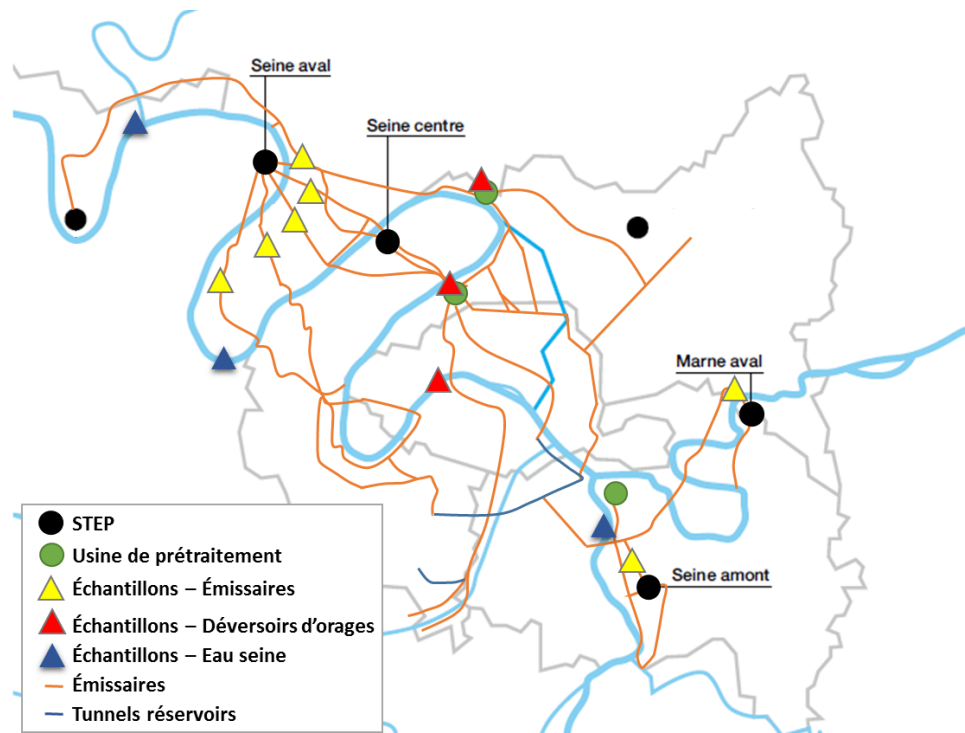 Seine aval
Seine centre
Marne aval
Seine amont
STEP
Usine de prétraitement
Échantillons – Émissaires
Échantillons – Déversoirs d’orages
Échantillons – Eau seine
Émissaires
Tunnels réservoirs